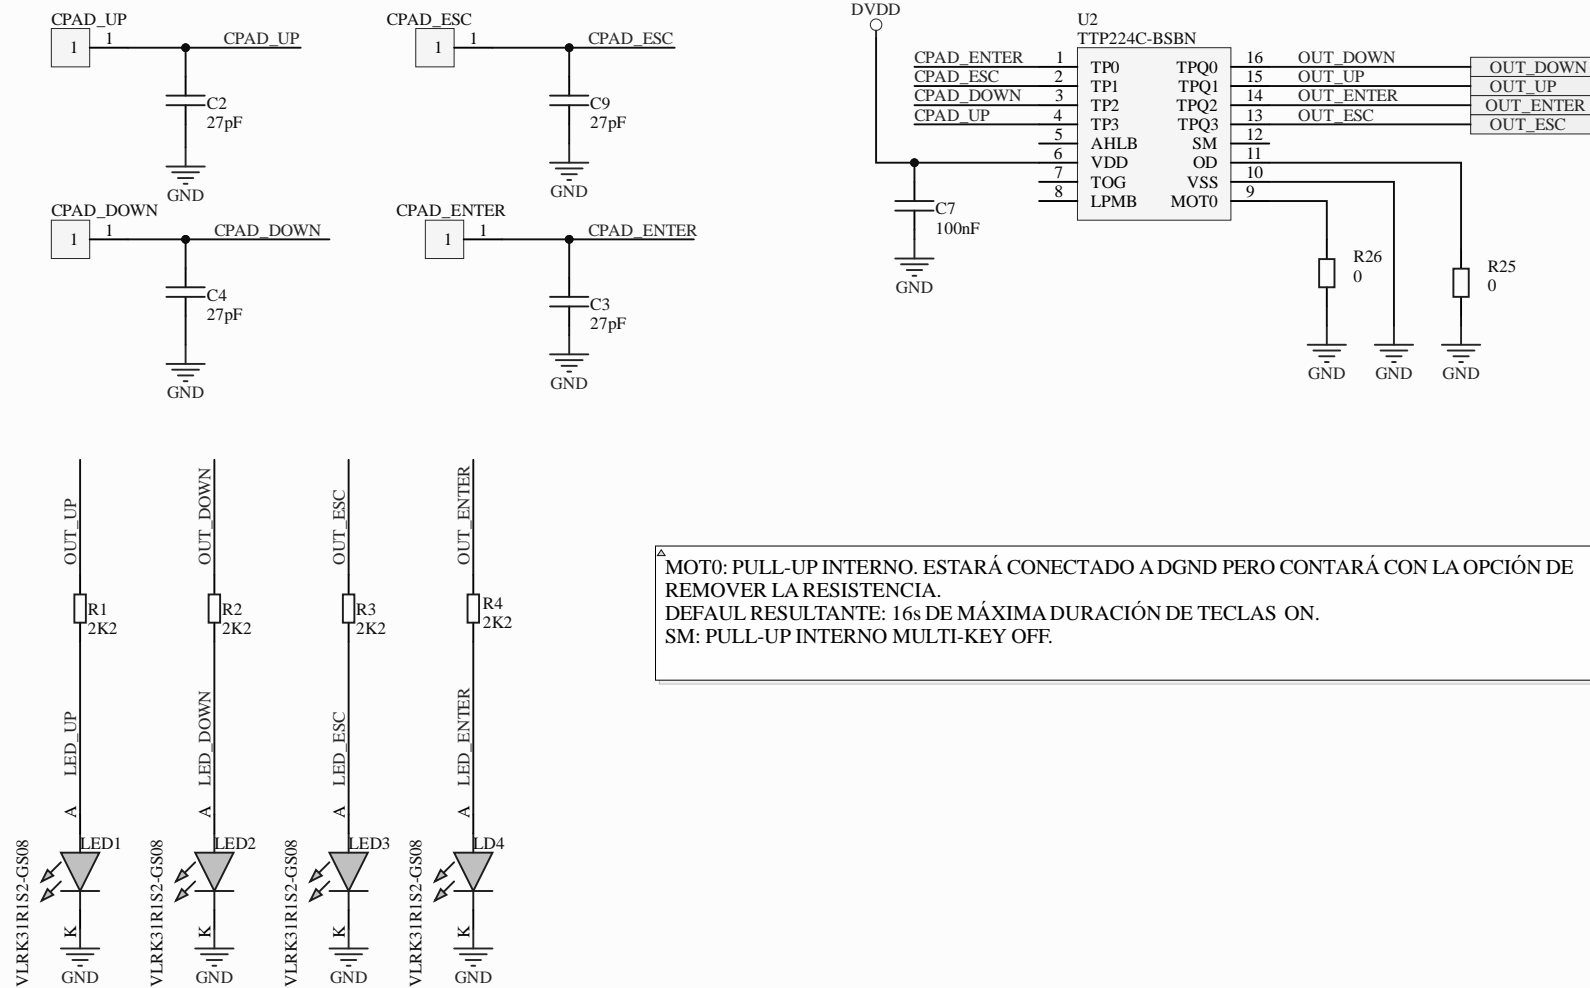 CPAD_UP
1 1 CPAD_UP
C2
27pF
GND
CPAD_ESC
1 1 CPAD_ESC
C9
27pF
GND
CPAD_DOWN
1 1 CPAD_DOWN
C4
27pF
GND
CPAD_ENTER
1 1 CPAD_ENTER
C3
27pF
GND
DVDD
U2
TTP224C-BSBN
CPAD_ENTER 1 TP0 TPQ0 16 OUT_DOWN OUT_DOWN
CPAD_ESC 2 TP1 TPQ1 15 OUT_UP OUT_UP
CPAD_DOWN 3 TP2 TPQ2 14 OUT_ENTER OUT_ENTER
CPAD_UP 4 TP3 TPQ3 13 OUT_ESC OUT_ESC
5 AHLB SM 12
6 VDD OD 11
7 TOG VSS 10
8 LPMB MOT0 9
C7
100nF
GND
R26
0
R25
0
GND GND GND
OUT_UP
R1
2K2
LED_UP
A
LED1
VLRK31R1S2-GS08
K
GND
OUT_DOWN
R2
2K2
LED_DOWN
A
LED2
VLRK31R1S2-GS08
K
GND
OUT_ESC
R3
2K2
LED_ESC
A
LED3
VLRK31R1S2-GS08
K
GND
OUT_ENTER
R4
2K2
LED_ENTER
A
LD4
VLRK31R1S2-GS08
K
GND
MOT0: PULL-UP INTERNO. ESTARÁ CONECTADO A DGND PERO CONTARÁ CON LA OPCIÓN DE
REMOVER LA RESISTENCIA.
DEFAUL RESULTANTE: 16s DE MÁXIMA DURACIÓN DE TECLAS ON.
SM: PULL-UP INTERNO MULTI-KEY OFF.